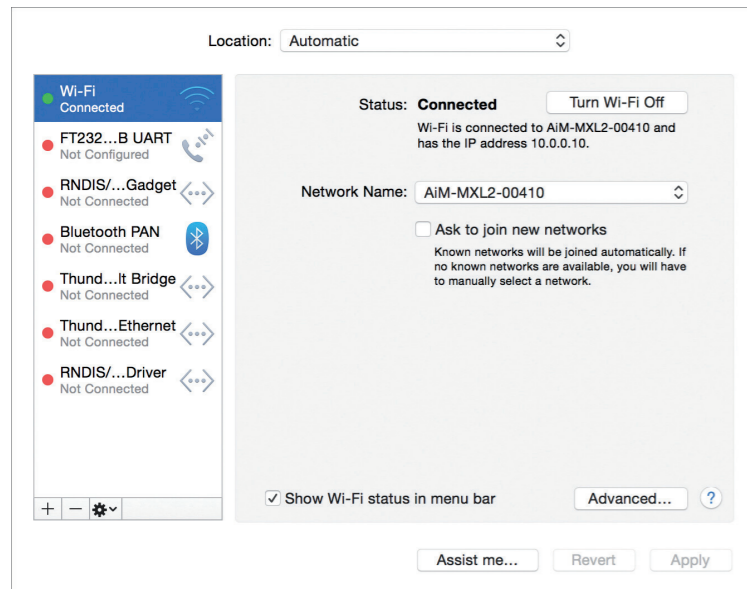 Location: Automatic
Wi-Fi
Connected
FT232...B UART
Not Configured
RNDIS/...Gadget
Not Connected
Bluetooth PAN
Not Connected
Thund...lt Bridge
Not Connected
Thund...Ethernet
Not Connected
RNDIS/...Driver
Not Connected
Status: Connected
Turn Wi-Fi Off
Wi-Fi is connected to AiM-MXL2-00410 and
has the IP address 10.0.0.10.
Network Name: AiM-MXL2-00410
Ask to join new networks
Known networks will be joined automatically. If
no known networks are available, you will have
to manually select a network.
Show Wi-Fi status in menu bar
Advanced...
?
Assist me...
Revert
Apply